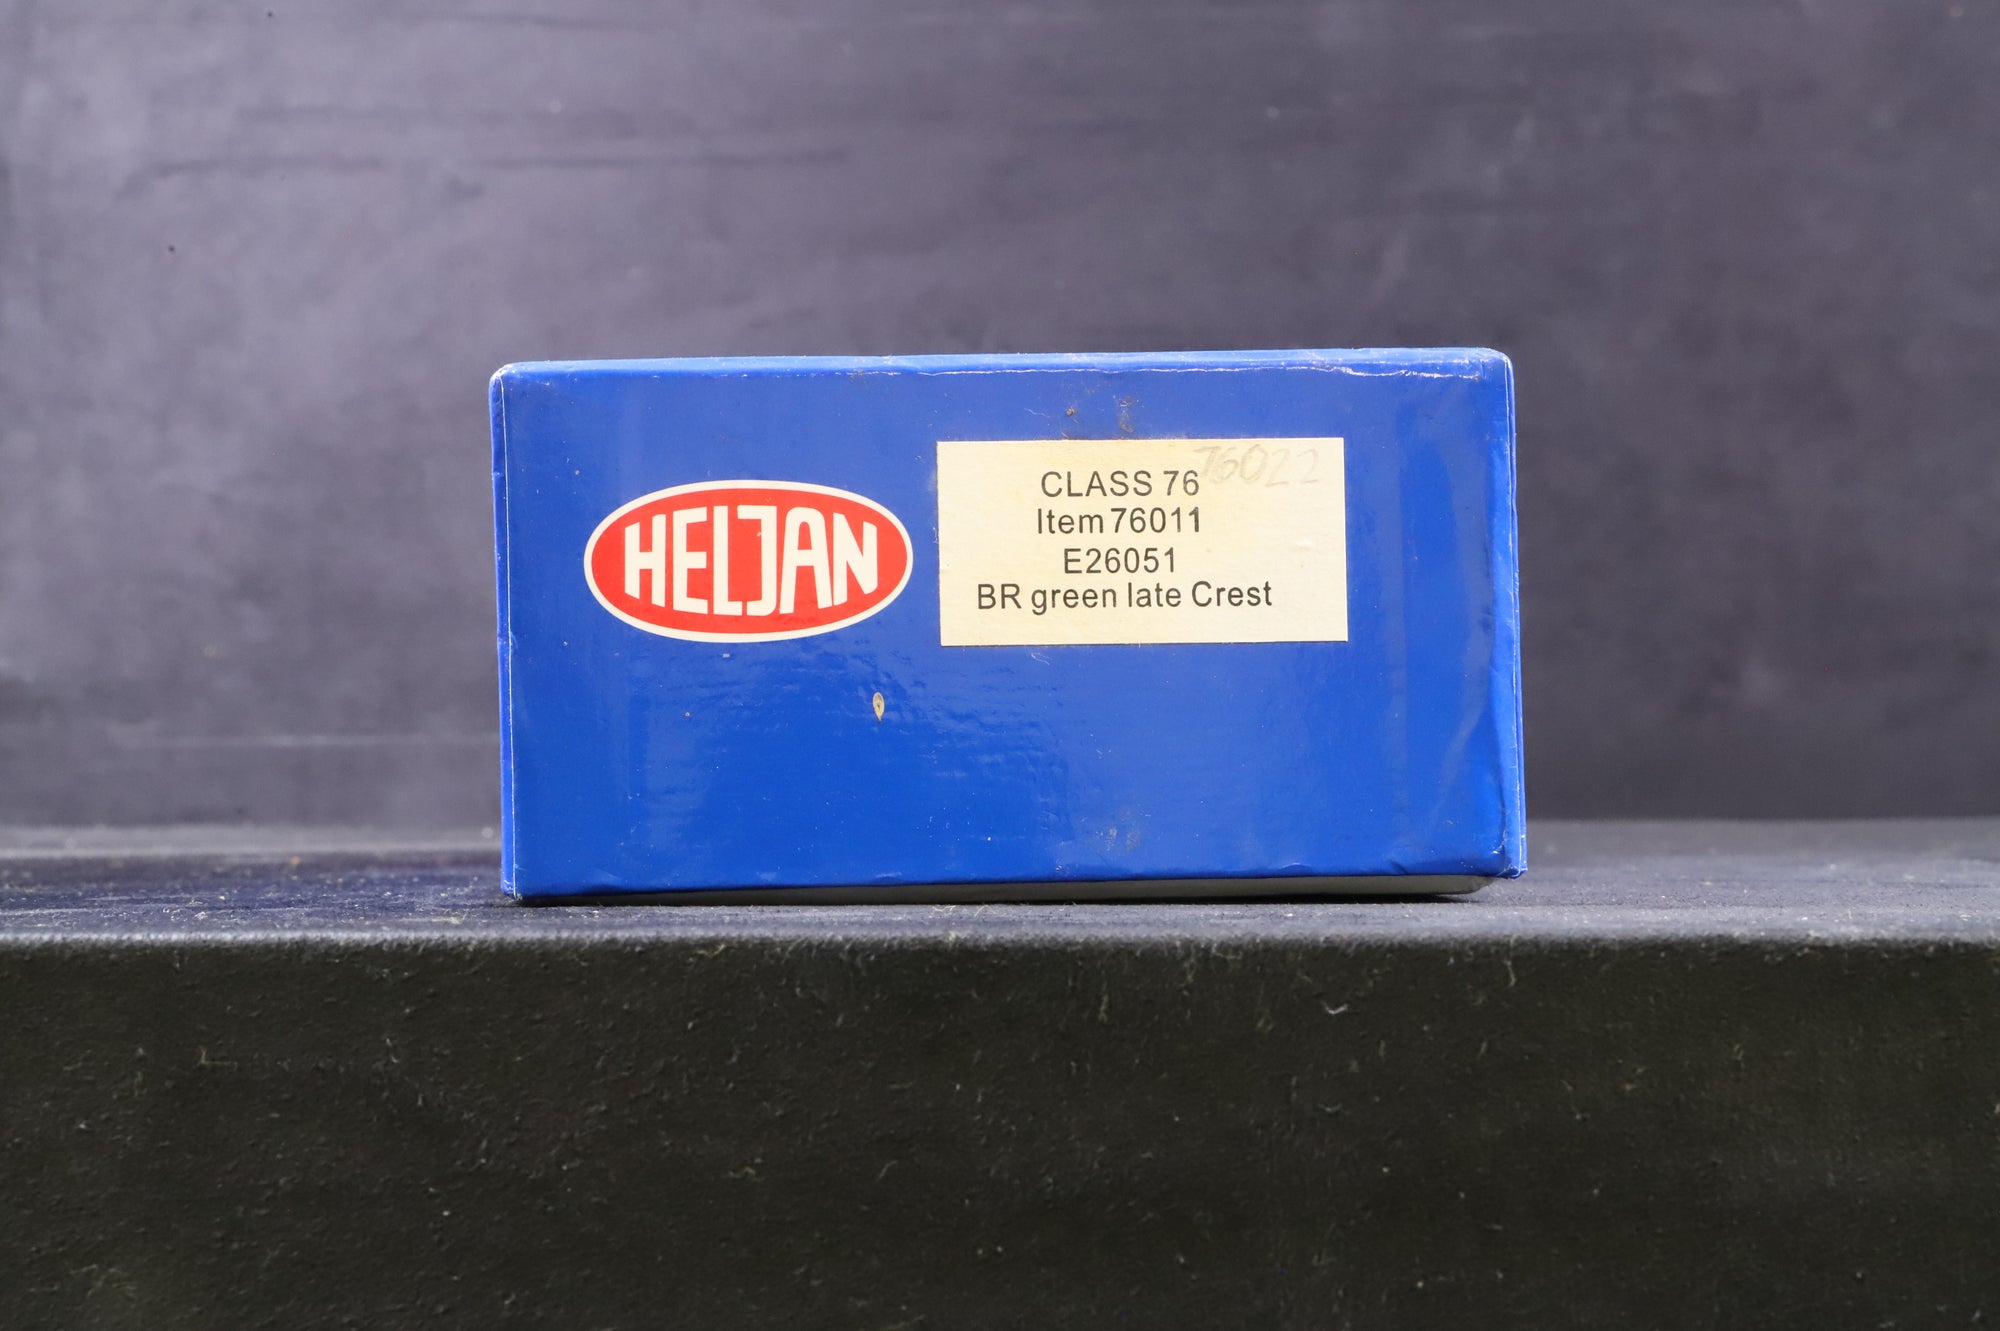 HELJAN
CLASS 76 76022
Item 76011
E26051
BR green late Crest